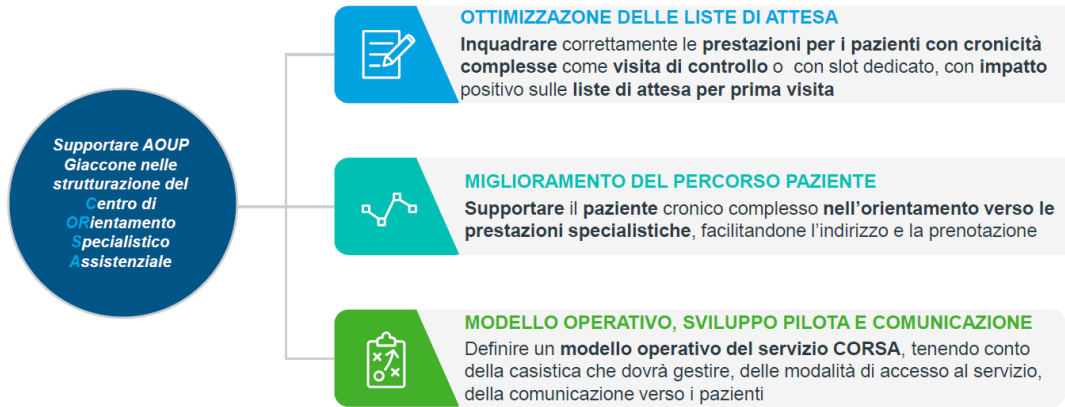 Supportare AOUP
Giaccone nelle
strutturazione del
Centro di
ORientamento
Specialistico
Assistenziale
OTTIMIZZAZONE DELLE LISTE DI ATTESA
Inquadrare correttamente le prestazioni per i pazienti con cronicità
complesse come visita di controllo o con slot dedicato, con impatto
positivo sulle liste di attesa per prima visita
MIGLIORAMENTO DEL PERCORSO PAZIENTE
Supportare il paziente cronico complesso nell'orientamento verso le
prestazioni specialistiche, facilitandone l'indirizzo e la prenotazione
MODELLO OPERATIVO, SVILUPPO PILOTA E COMUNICAZIONE
Definire un modello operativo del servizio CORSA, tenendo conto
della casistica che dovrà gestire, delle modalità di accesso al servizio,
della comunicazione verso i pazienti